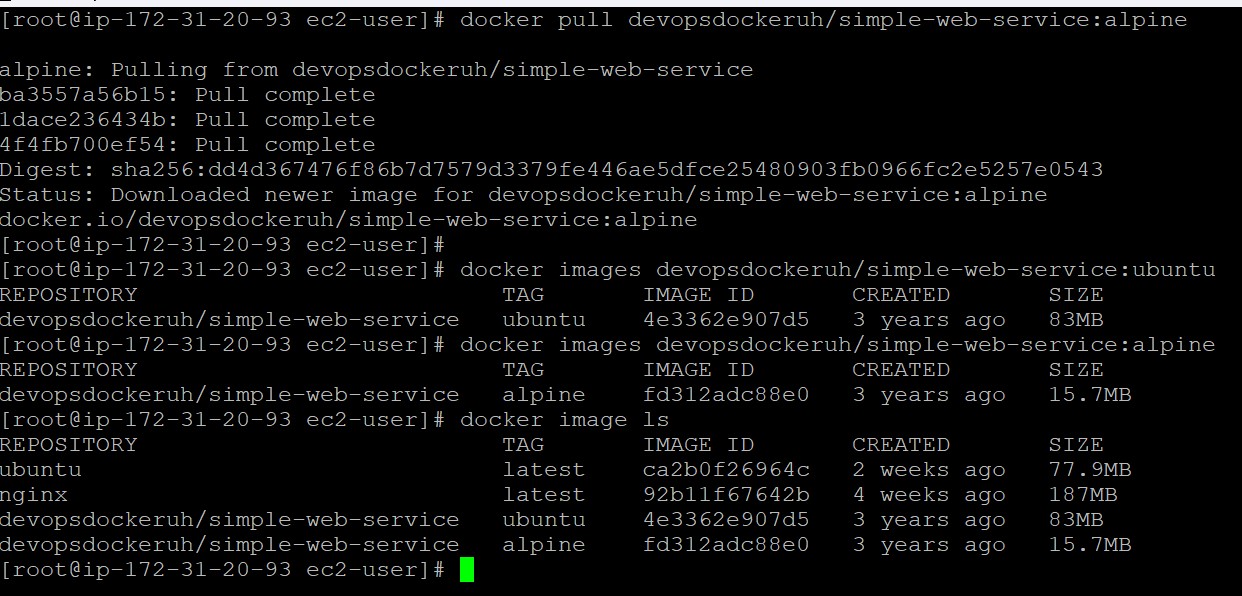 [root@ip-172-31-20-93 ec2-user]# docker pull devopsdockeruh/simple-web-service:alpine
alpine: Pulling from devopsdockeruh/simple-web-service
ba3557a56b15: Pull complete
1dace236434b: Pull complete
4f4fb700ef54: Pull complete
Digest: sha256:dd4d367476f86b7d7579d3379fe446ae5dfce25480903fb0966fc2e5257e0543
Status: Downloaded newer image for devopsdockeruh/simple-web-service:alpine
docker.io/devopsdockeruh/simple-web-service:alpine
[root@ip-172-31-20-93 ec2-user]#
[root@ip-172-31-20-93 ec2-user]# docker images devopsdockeruh/simple-web-service:ubuntu
REPOSITORY TAG IMAGE ID CREATED SIZE
devopsdockeruh/simple-web-service ubuntu 4e3362e907d5 3 years ago 83MB
[root@ip-172-31-20-93 ec2-user]# docker images devopsdockeruh/simple-web-service:alpine
REPOSITORY TAG IMAGE ID CREATED SIZE
devopsdockeruh/simple-web-service alpine fd312adc88e0 3 years ago 15.7MB
[root@ip-172-31-20-93 ec2-user]# docker image ls
REPOSITORY TAG IMAGE ID CREATED SIZE
ubuntu latest ca2b0f26964c 2 weeks ago 77.9MB
nginx latest 92b11f67642b 4 weeks ago 187MB
devopsdockeruh/simple-web-service ubuntu 4e3362e907d5 3 years ago 83MB
devopsdockeruh/simple-web-service alpine fd312adc88e0 3 years ago 15.7MB
[root@ip-172-31-20-93 ec2-user]#